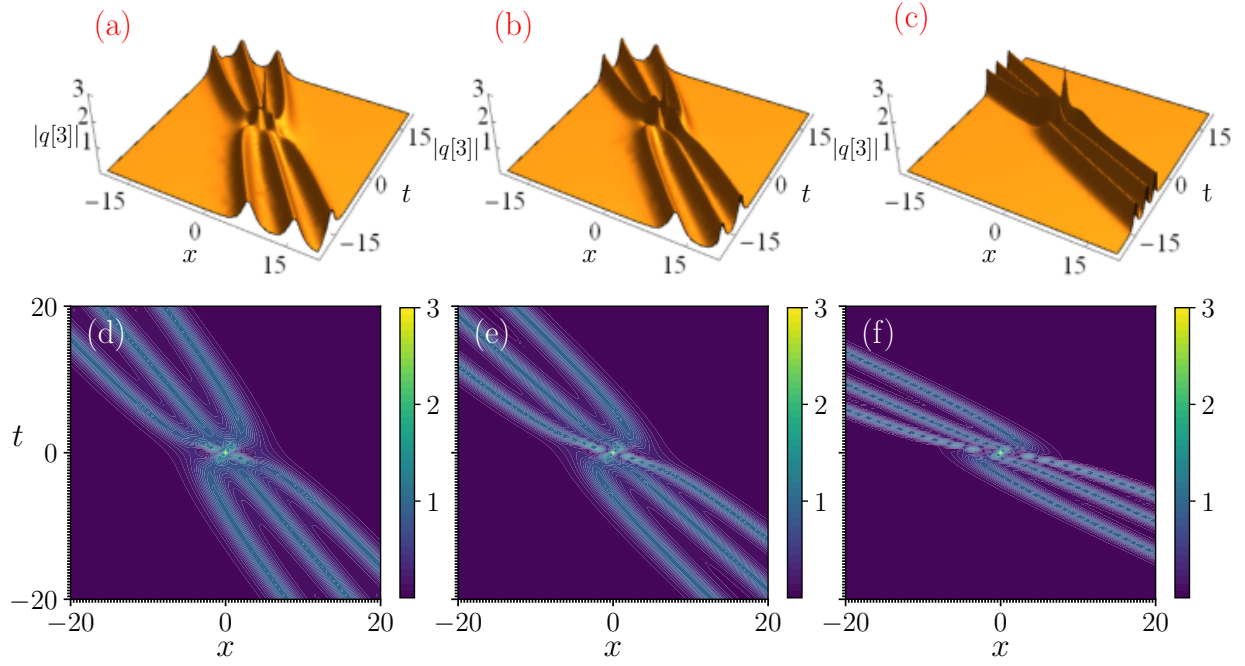 (a) (b) (c)
3 3 3
2 2 2
|q[3]| 1 |q[3]| 1 |q[3]| 1
15 15 15
0 t 0 t 0 t
−15 −15 −15
−15 −15 −15
0 0 0
x x x
15 15 15
20 (d) 3 (e) 3 (f) 3
2 2 2
t 0
1 1 1
−20
−20 0 20 −20 0 20 −20 0 20
x x x